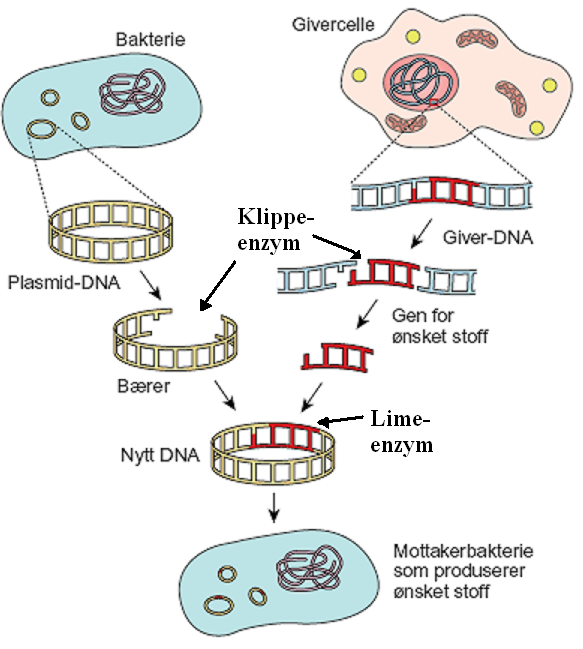 Bakterie
Givercelle
Klippe-
enzym
Giver-DNA
Plasmid-DNA
Gen for
ønsket stoff
Bærer
Lime-
enzym
Nytt DNA
Mottakerbakterie
som produserer
ønsket stoff